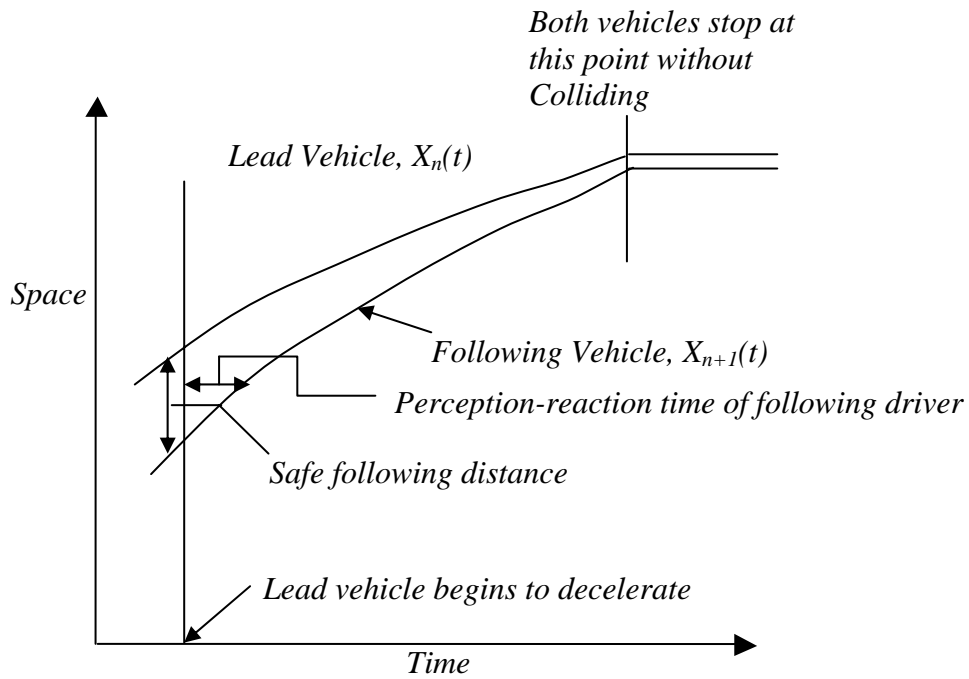 Both vehicles stop at
this point without
Colliding
Lead Vehicle, Xn(t)
Space
Following Vehicle, Xn+1(t)
Perception-reaction time of following driver
Safe following distance
Lead vehicle begins to decelerate
Time